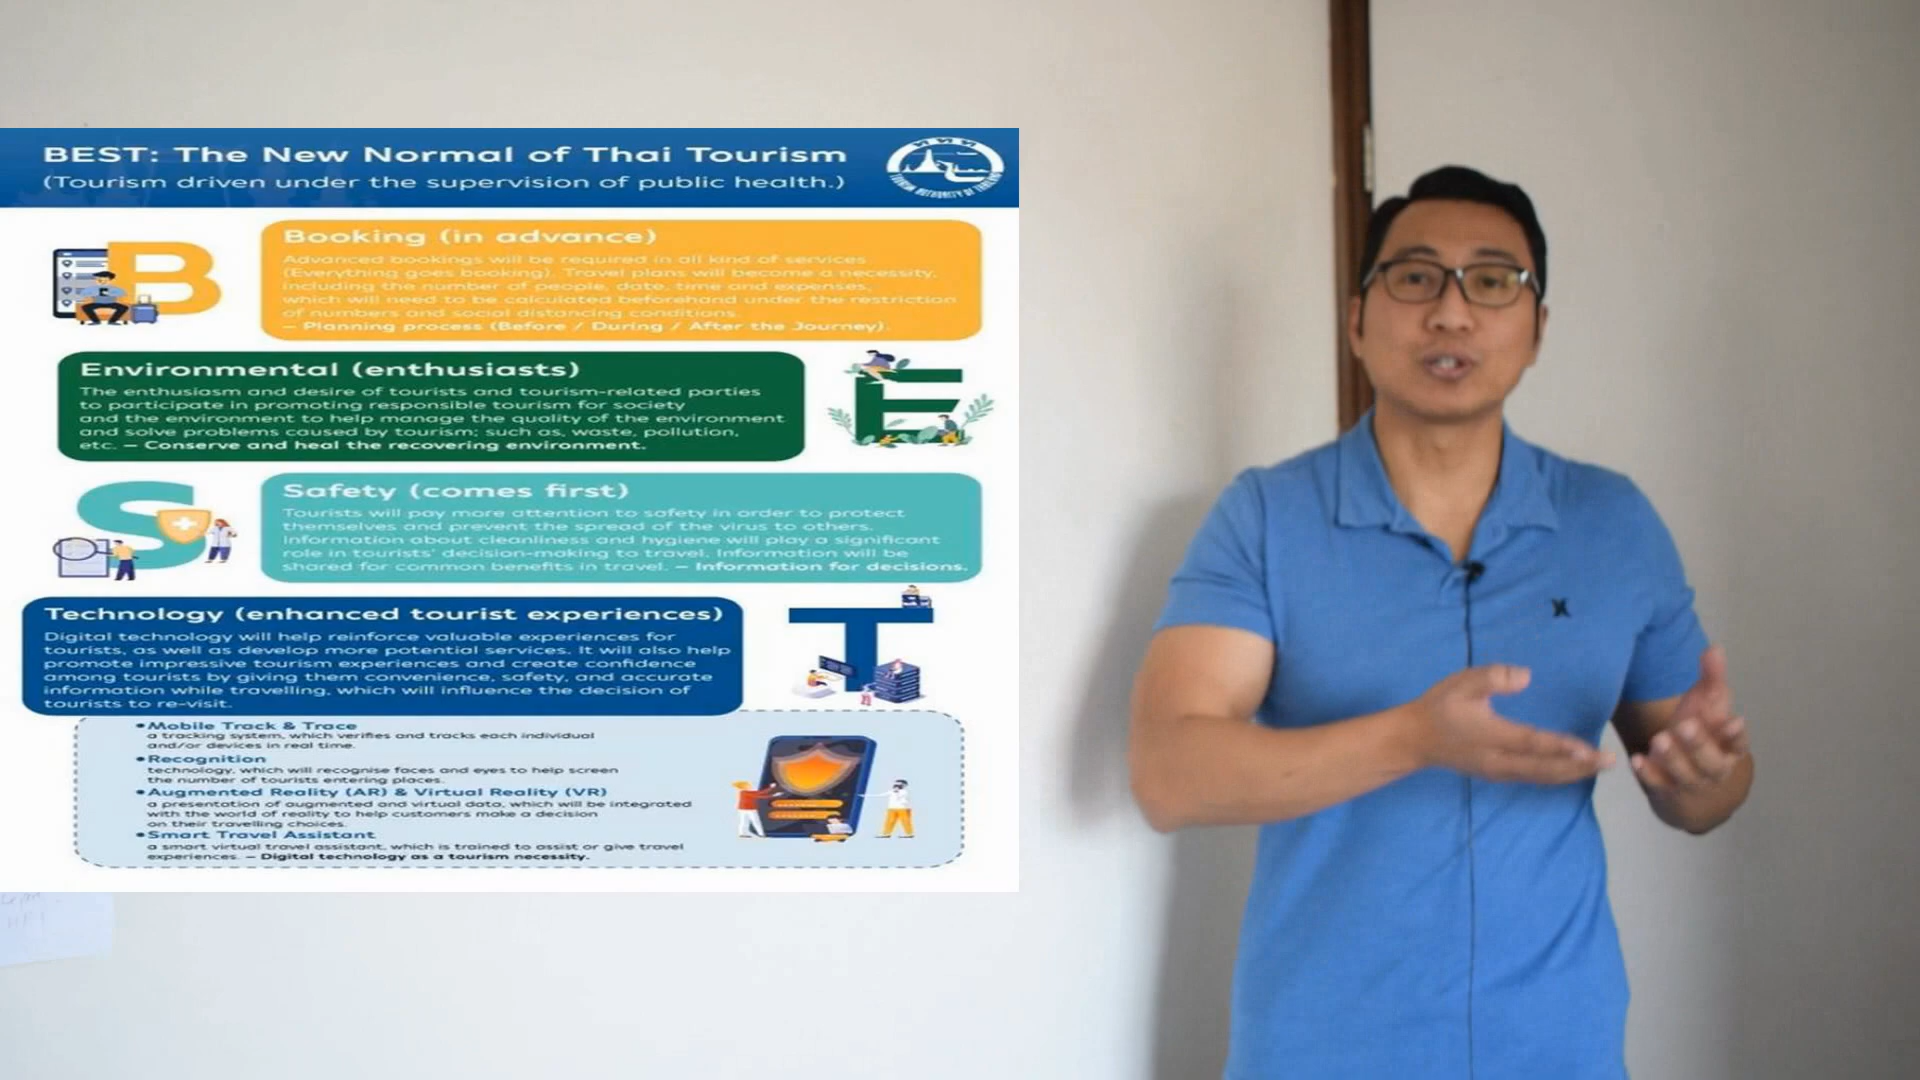 BEST: The New Normal of Thai Tourism
(Tourism driven under the supervision of public health.)
Booking (in advance)
Advanced bookings will be required in all kind of services
(Everything goes booking). Travel plans will become a necessity,
including the number of people, date, time and expenses,
which will need to be calculated beforehand under the restriction
of numbers and social distancing conditions.
— Planning process (Before / During / After the Journey).
Environmental (enthusiasts)
The enthusiasm and desire of tourists and tourism-related parties
to participate in promoting responsible tourism for society
and the environment to help manage the quality of the environment
and solve problems caused by tourism; such as, waste, pollution,
etc. — Conserve and heal the recovering environment.
Safety (comes first)
Tourists will pay more attention to safety in order to protect
themselves and prevent the spread of the virus to others.
Information about cleanliness and hygiene will play a significant
role in tourists' decision-making to travel. Information will be
shared for common benefits in travel. — Information for decisions.
Technology (enhanced tourist experiences)
Digital technology will help reinforce valuable experiences for
tourists, as well as develop more potential services. It will also help
promote impressive tourism experiences and create confidence
among tourists by giving them convenience, safety, and accurate
information while travelling, which will influence the decision of
tourists to re-visit.
•Mobile Track & Trace
a tracking system, which verifies and tracks each individual
and/or devices in real time.
•Recognition
technology, which will recognise faces and eyes to help screen
the number of tourists entering places.
•Augmented Reality (AR) & Virtual Reality (VR)
a presentation of augmented and virtual data, which will be integrated
with the world of reality to help customers make a decision
on their travelling choices.
•Smart Travel Assistant
a smart virtual travel assistant, which is trained to assist or give travel
experiences. — Digital technology as a tourism necessity.
B
E
S
T